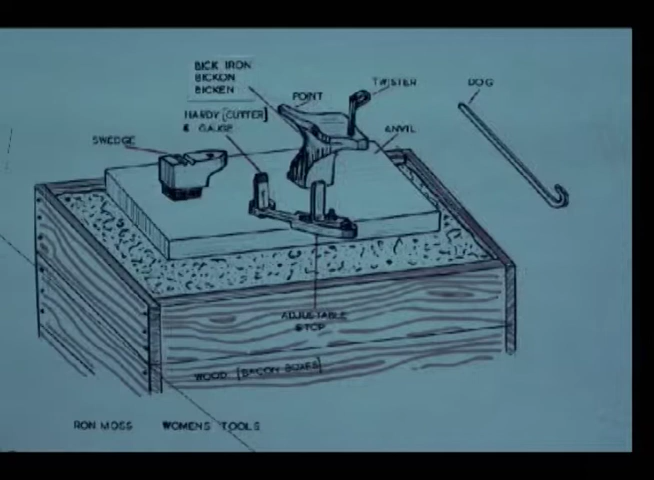 BICK IRON
BICKON
BICKEN
POINT
TWISTER
DOG
HARDY [CUTTER]
& GAUGE
ANVIL
SWEDGE
ADJUSTABLE
STOP
WOOD [BACON BOXES]
RON MOSS WOMENS TOOLS